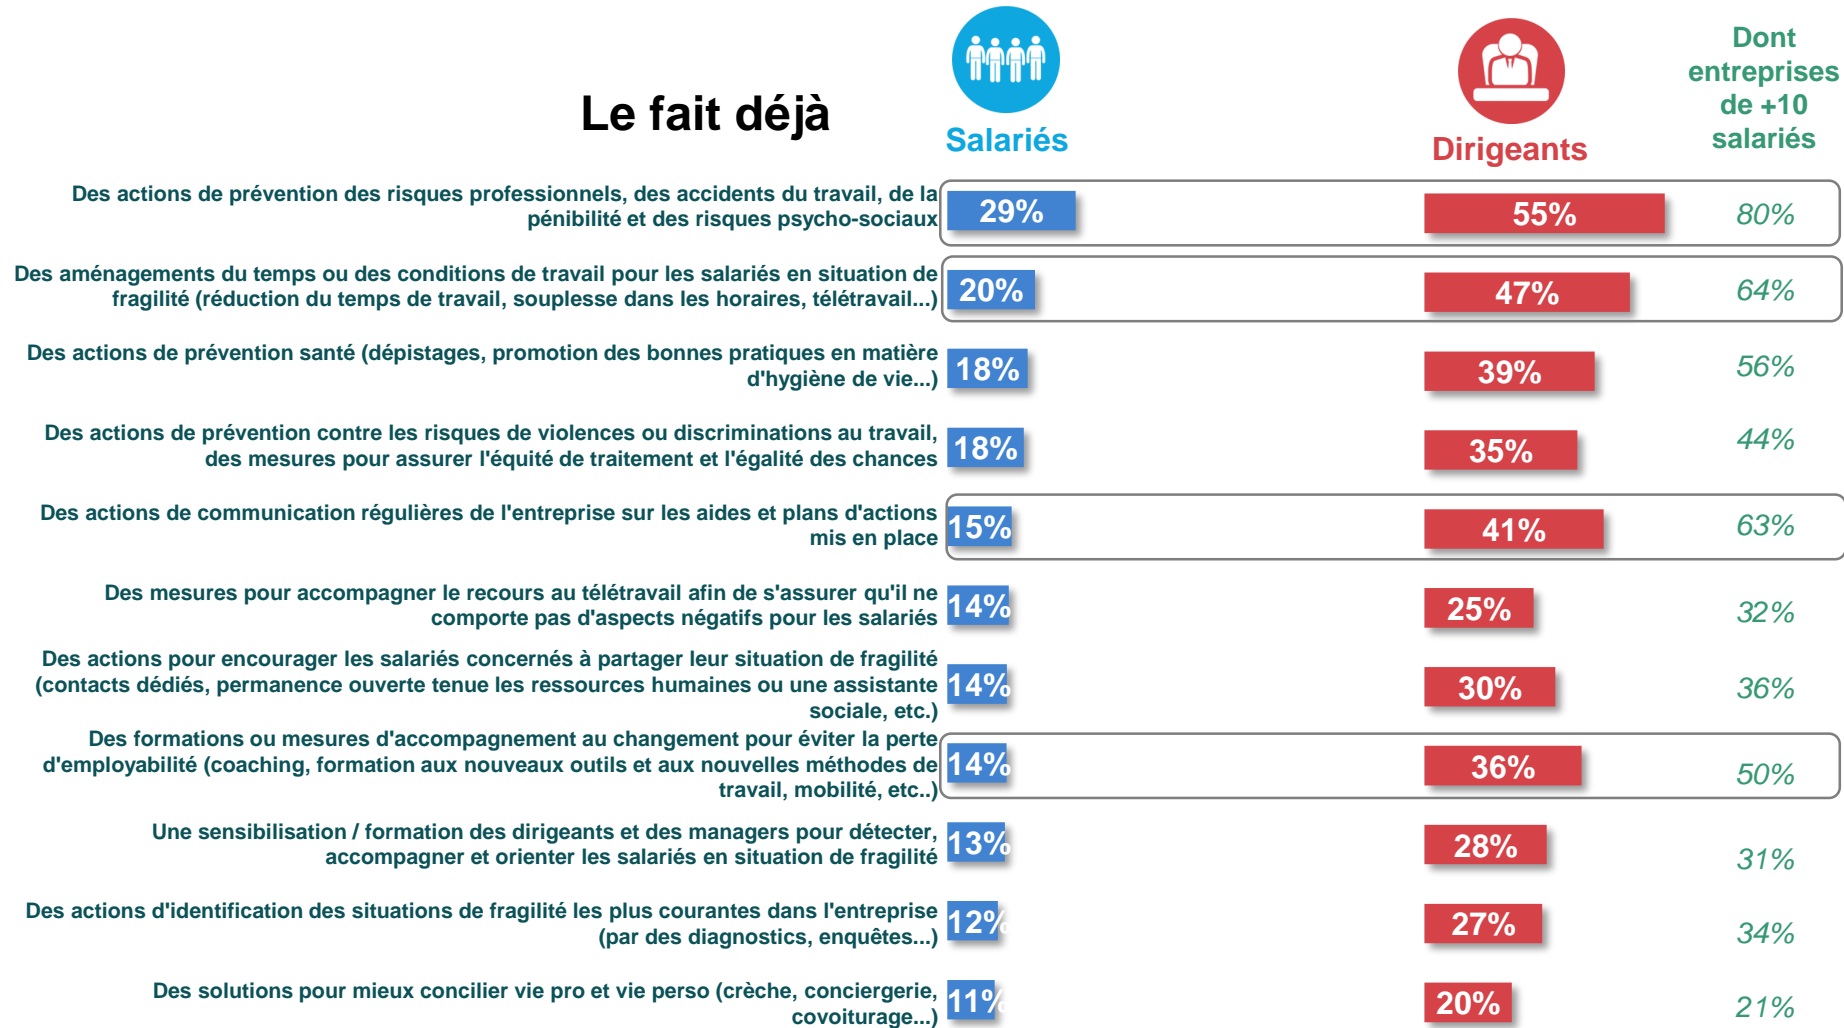 Le fait déjà
Salariés
Dirigeants
Dont
entreprises
de +10
salariés
Des actions de prévention des risques professionnels, des accidents du travail, de la
pénibilité et des risques psycho-sociaux
29%
55%
80%
Des aménagements du temps ou des conditions de travail pour les salariés en situation de
fragilité (réduction du temps de travail, souplesse dans les horaires, télétravail...)
20%
47%
64%
Des actions de prévention santé (dépistages, promotion des bonnes pratiques en matière
d'hygiène de vie...)
18%
39%
56%
Des actions de prévention contre les risques de violences ou discriminations au travail,
des mesures pour assurer l'équité de traitement et l'égalité des chances
18%
35%
44%
Des actions de communication régulières de l'entreprise sur les aides et plans d'actions
mis en place
15%
41%
63%
Des mesures pour accompagner le recours au télétravail afin de s'assurer qu'il ne
comporte pas d'aspects négatifs pour les salariés
14%
25%
32%
Des actions pour encourager les salariés concernés à partager leur situation de fragilité
(contacts dédiés, permanence ouverte tenue les ressources humaines ou une assistante
sociale, etc.)
14%
30%
36%
Des formations ou mesures d'accompagnement au changement pour éviter la perte
d'employabilité (coaching, formation aux nouveaux outils et aux nouvelles méthodes de
travail, mobilité, etc..)
14%
36%
50%
Une sensibilisation / formation des dirigeants et des managers pour détecter,
accompagner et orienter les salariés en situation de fragilité
13%
28%
31%
Des actions d'identification des situations de fragilité les plus courantes dans l'entreprise
(par des diagnostics, enquêtes...)
12%
27%
34%
Des solutions pour mieux concilier vie pro et vie perso (crèche, conciergerie,
covoiturage...)
11%
20%
21%